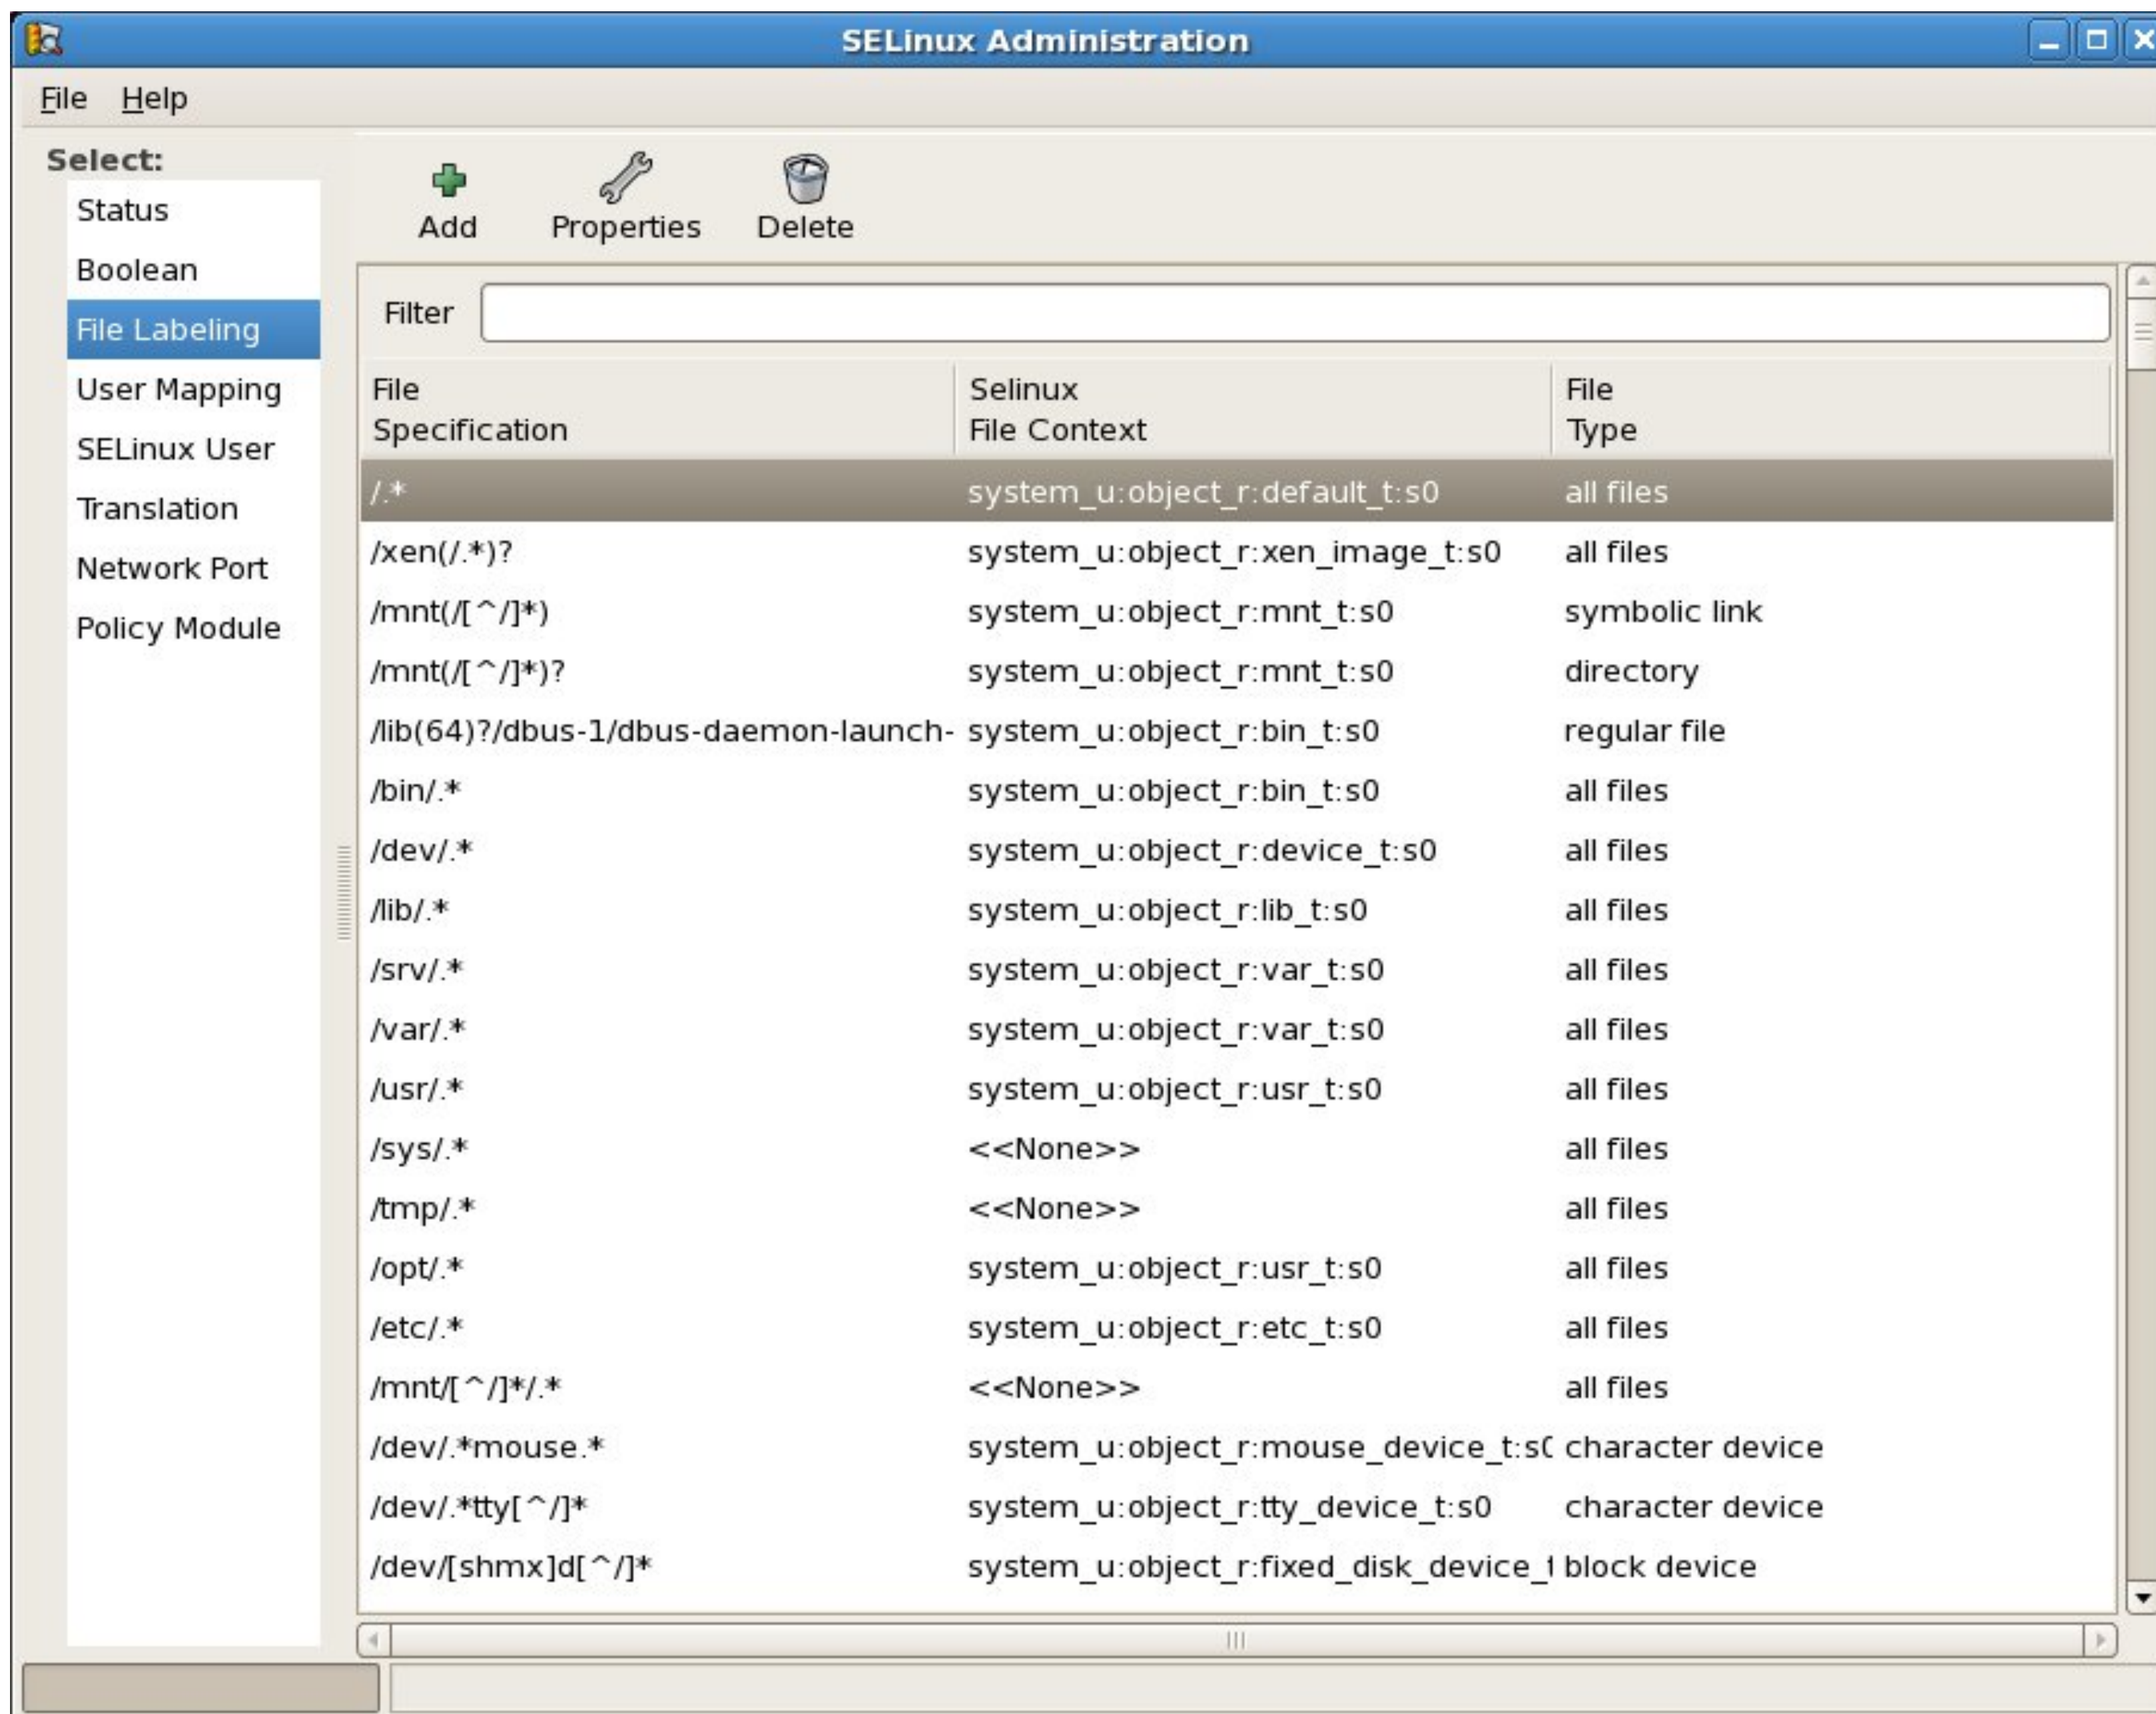 SELinux Administration
File Help
Select:
Status
Boolean
File Labeling
User Mapping
SELinux User
Translation
Network Port
Policy Module
Add Properties Delete
Filter
File Specification Selinux File Context File Type
/.* system_u:object_r:default_t:s0 all files
/xen(/.*)? system_u:object_r:xen_image_t:s0 all files
/mnt(/[^/]*) system_u:object_r:mnt_t:s0 symbolic link
/mnt(/[^/]*)? system_u:object_r:mnt_t:s0 directory
/lib(64)?/dbus-1/dbus-daemon-launch- system_u:object_r:bin_t:s0 regular file
/bin/.* system_u:object_r:bin_t:s0 all files
/dev/.* system_u:object_r:device_t:s0 all files
/lib/.* system_u:object_r:lib_t:s0 all files
/srv/.* system_u:object_r:var_t:s0 all files
/var/.* system_u:object_r:var_t:s0 all files
/usr/.* system_u:object_r:usr_t:s0 all files
/sys/.* <<None>> all files
/tmp/.* <<None>> all files
/opt/.* system_u:object_r:usr_t:s0 all files
/etc/.* system_u:object_r:etc_t:s0 all files
/mnt/[^/]*/.* <<None>> all files
/dev/.*mouse.* system_u:object_r:mouse_device_t:s0 character device
/dev/.*tty[^/]* system_u:object_r:tty_device_t:s0 character device
/dev/[shmx]d[^/]* system_u:object_r:fixed_disk_device_t block device